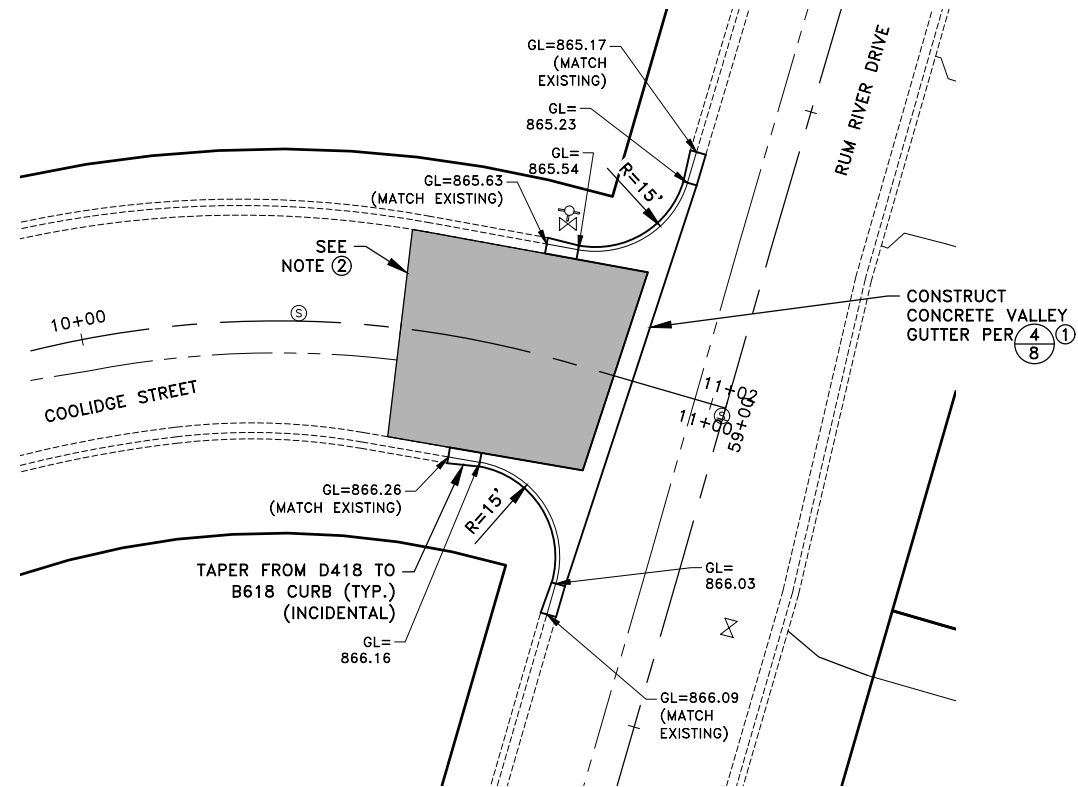 GL=865.17
(MATCH
EXISTING)
RUM RIVER DRIVE
GL=
865.23
GL=
865.54
R=15'
GL=865.63
(MATCH EXISTING)
SEE
NOTE 2
S
10+00
CONSTRUCT
CONCRETE VALLEY
GUTTER PER 4/8 1
COOLIDGE STREET
11+02
11+00
S
59+00
GL=866.26
(MATCH EXISTING)
R=15'
TAPER FROM D418 TO
B618 CURB (TYP.)
(INCIDENTAL)
GL=
866.03
GL=
866.16
GL=866.09
(MATCH
EXISTING)